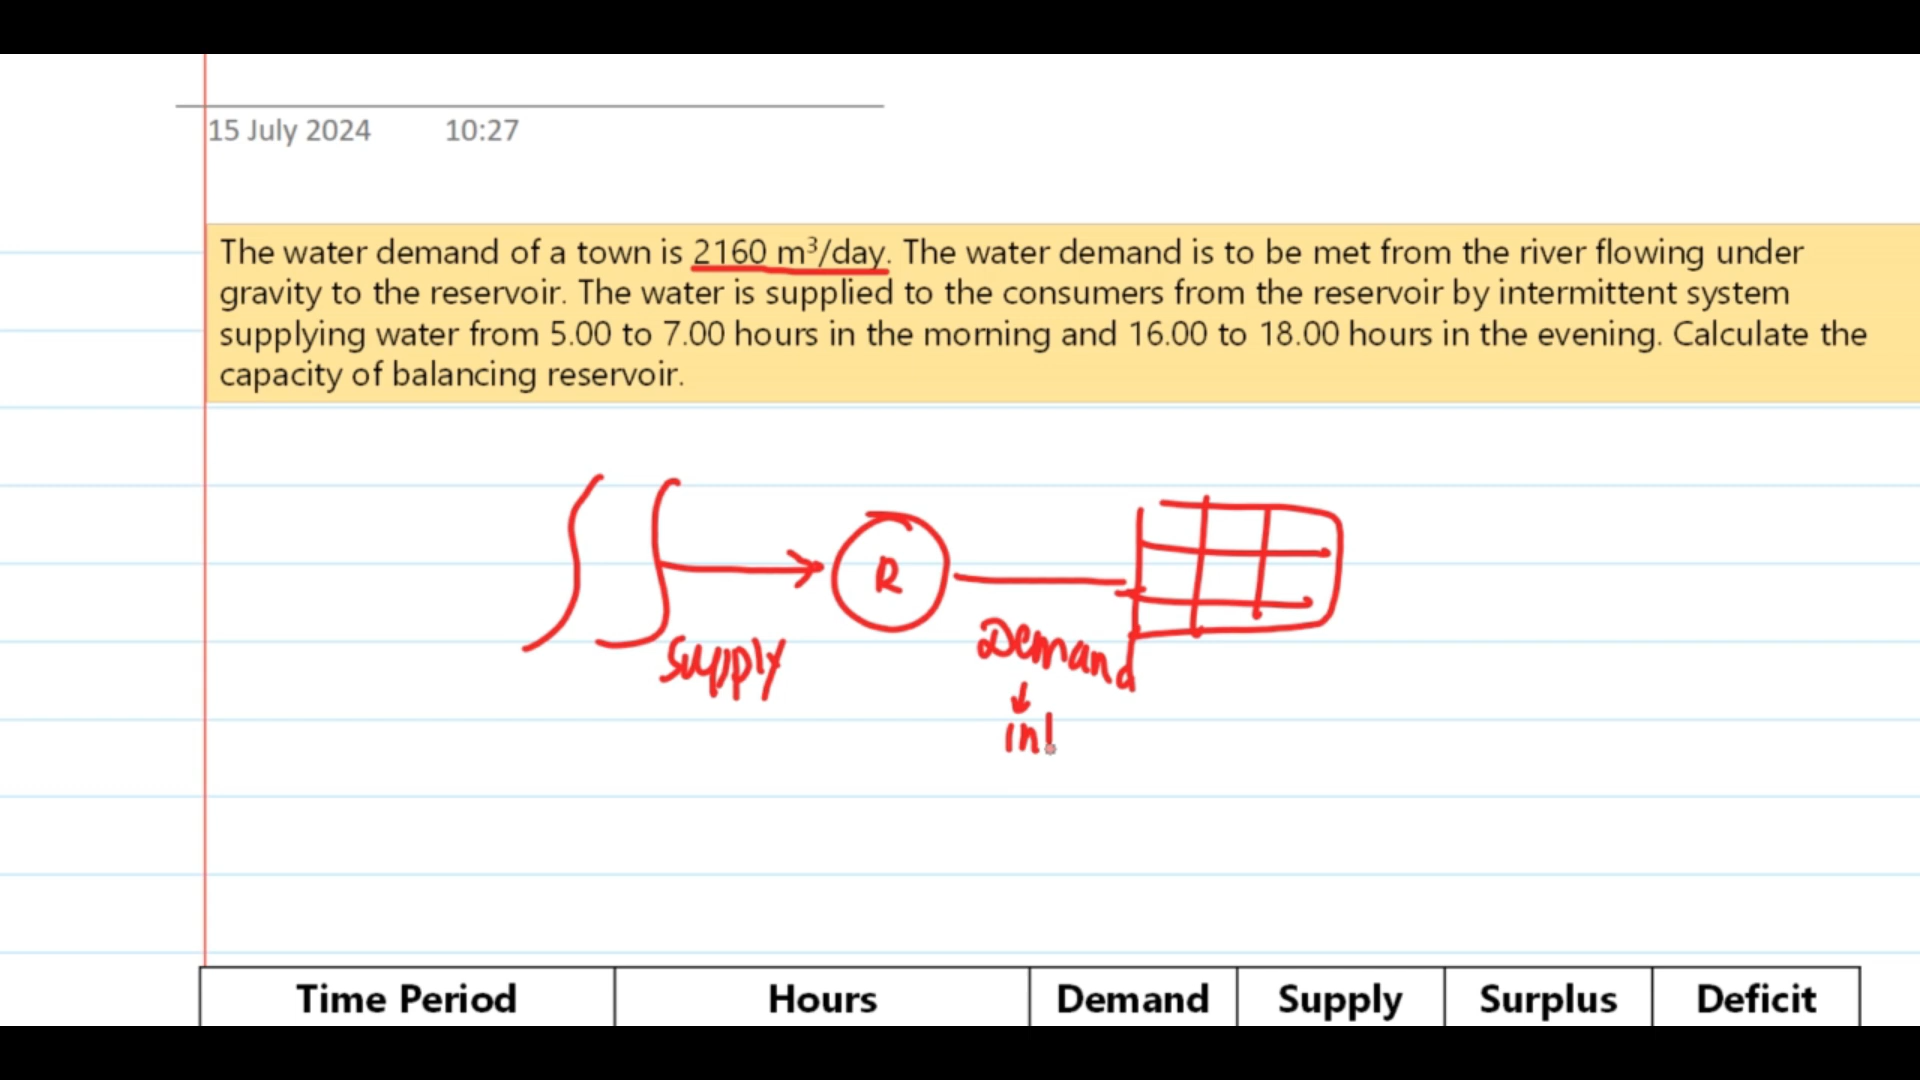 15 July 2024 10:27
The water demand of a town is 2160 m³/day. The water demand is to be met from the river flowing under
gravity to the reservoir. The water is supplied to the consumers from the reservoir by intermittent system
supplying water from 5.00 to 7.00 hours in the morning and 16.00 to 18.00 hours in the evening. Calculate the
capacity of balancing reservoir.
R
supply
Demand
Time Period Hours Demand Supply Surplus Deficit